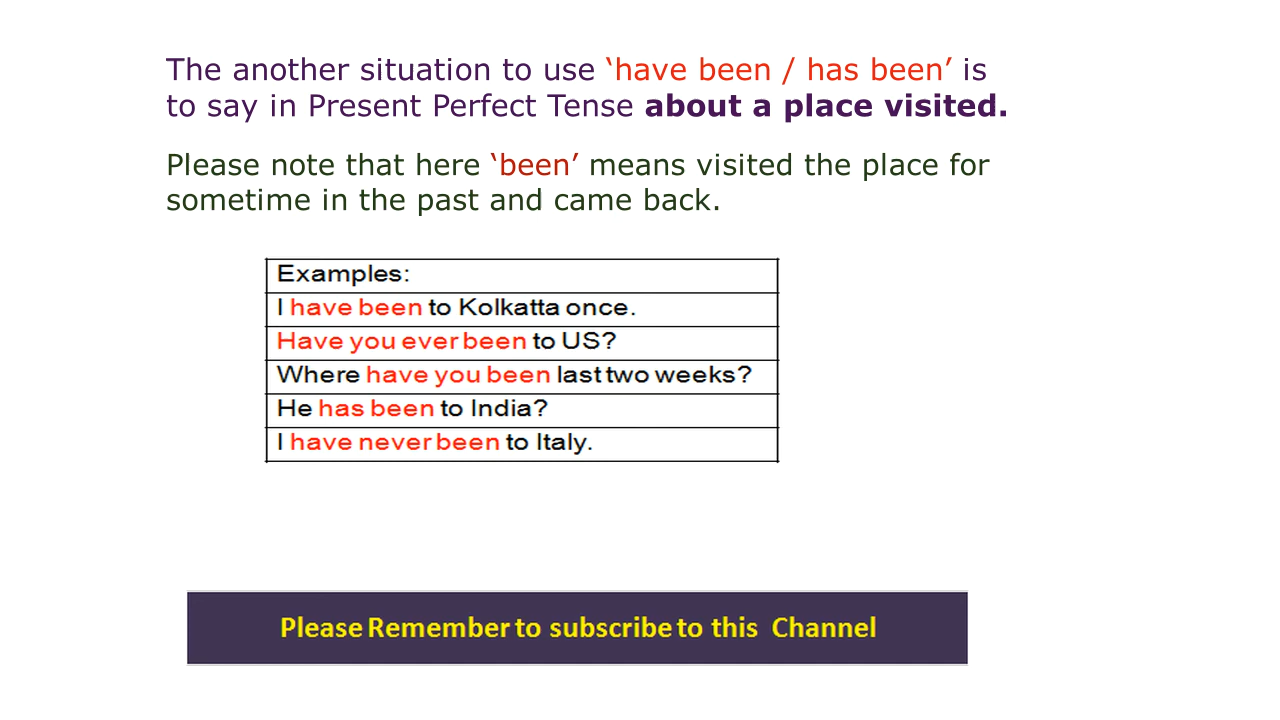 The another situation to use ‘have been / has been’ is
to say in Present Perfect Tense about a place visited.
Please note that here ‘been’ means visited the place for
sometime in the past and came back.
Examples:
I have been to Kolkatta once.
Have you ever been to US?
Where have you been last two weeks?
He has been to India?
I have never been to Italy.
Please Remember to subscribe to this Channel